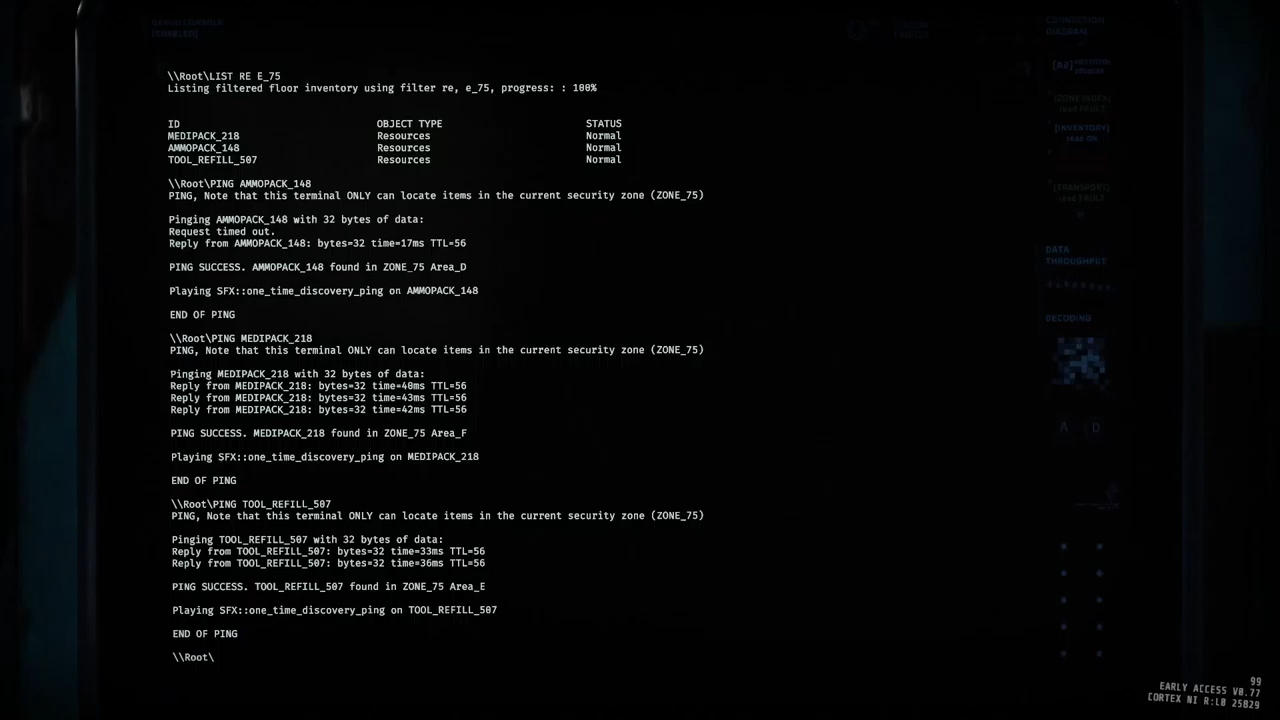 \\Root\LIST RE E_75
Listing filtered floor inventory using filter re, e_75, progress: : 100%
ID OBJECT TYPE STATUS
MEDIPACK_218 Resources Normal
AMMOPACK_148 Resources Normal
TOOL_REFILL_507 Resources Normal
\\Root\PING AMMOPACK_148
PING, Note that this terminal ONLY can locate items in the current security zone (ZONE_75)
Pinging AMMOPACK_148 with 32 bytes of data:
Request timed out.
Reply from AMMOPACK_148: bytes=32 time=17ms TTL=56
PING SUCCESS. AMMOPACK_148 found in ZONE_75 Area_D
Playing SFX::one_time_discovery_ping on AMMOPACK_148
END OF PING
\\Root\PING MEDIPACK_218
PING, Note that this terminal ONLY can locate items in the current security zone (ZONE_75)
Pinging MEDIPACK_218 with 32 bytes of data:
Reply from MEDIPACK_218: bytes=32 time=40ms TTL=56
Reply from MEDIPACK_218: bytes=32 time=43ms TTL=56
Reply from MEDIPACK_218: bytes=32 time=42ms TTL=56
PING SUCCESS. MEDIPACK_218 found in ZONE_75 Area_F
Playing SFX::one_time_discovery_ping on MEDIPACK_218
END OF PING
\\Root\PING TOOL_REFILL_507
PING, Note that this terminal ONLY can locate items in the current security zone (ZONE_75)
Pinging TOOL_REFILL_507 with 32 bytes of data:
Reply from TOOL_REFILL_507: bytes=32 time=33ms TTL=56
Reply from TOOL_REFILL_507: bytes=32 time=36ms TTL=56
PING SUCCESS. TOOL_REFILL_507 found in ZONE_75 Area_E
Playing SFX::one_time_discovery_ping on TOOL_REFILL_507
END OF PING
\\Root\
CONNECTION
DIAGRAM
[INVENTORY]
[TRANSPORT]
DATA
THROUGHPUT
DECODING
A D
99
EARLY ACCESS V0.77
CORTEX NI R:L0 25829